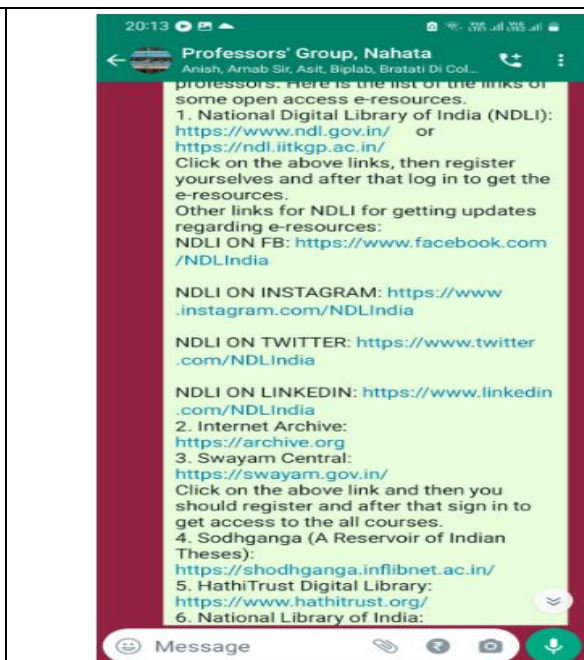 20:13
Professors' Group, Nahata
Anish, Arnab Sir, Asit, Biplab, Bratati Di Col...
professors. Here is the list of the links of
some open access e-resources.
1. National Digital Library of India (NDLI):
https://www.ndl.gov.in/ or
https://ndl.iitkgp.ac.in/
Click on the above links, then register
yourselves and after that log in to get the
e-resources.
Other links for NDLI for getting updates
regarding e-resources:
NDLI ON FB: https://www.facebook.com
/NDLIndia
NDLI ON INSTAGRAM: https://www
.instagram.com/NDLIndia
NDLI ON TWITTER: https://www.twitter
.com/NDLIndia
NDLI ON LINKEDIN: https://www.linkedin
.com/NDLIndia
2. Internet Archive:
https://archive.org
3. Swayam Central:
https://swayam.gov.in/
Click on the above link and then you
should register and after that sign in to
get access to the all courses.
4. Sodhganga (A Reservoir of Indian
Theses):
https://shodhganga.inflibnet.ac.in/
5. HathiTrust Digital Library:
https://www.hathitrust.org/
6. National Library of India:
Message